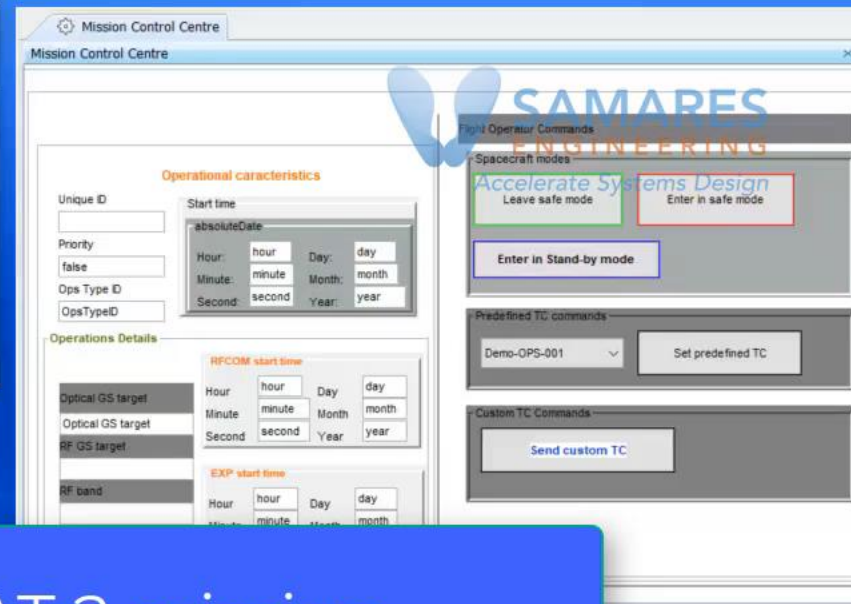 Mission Control Centre
Mission Control Centre
SAMARES
ENGINEERING
Accelerate Systems Design
Operational caracteristics
Unique ID
Priority
false
Ops Type ID
OpsTypeID
Start time
absoluteDate
Hour: hour Day: day
Minute: minute Month: month
Second: second Year: year
Operations Details
Optical GS target
Optical GS target
RF GS target
RF band
RFCOM start time
Hour hour Day day
Minute minute Month month
Second second Year year
EXP start time
Hour hour Day day
Minute minute Month month
Flight Operator Commands
Spacecraft modes
Leave safe mode
Enter in safe mode
Enter in Stand-by mode
Predefined TC commands
Demo-OPS-001
Set predefined TC
Custom TC Commands
Send custom TC